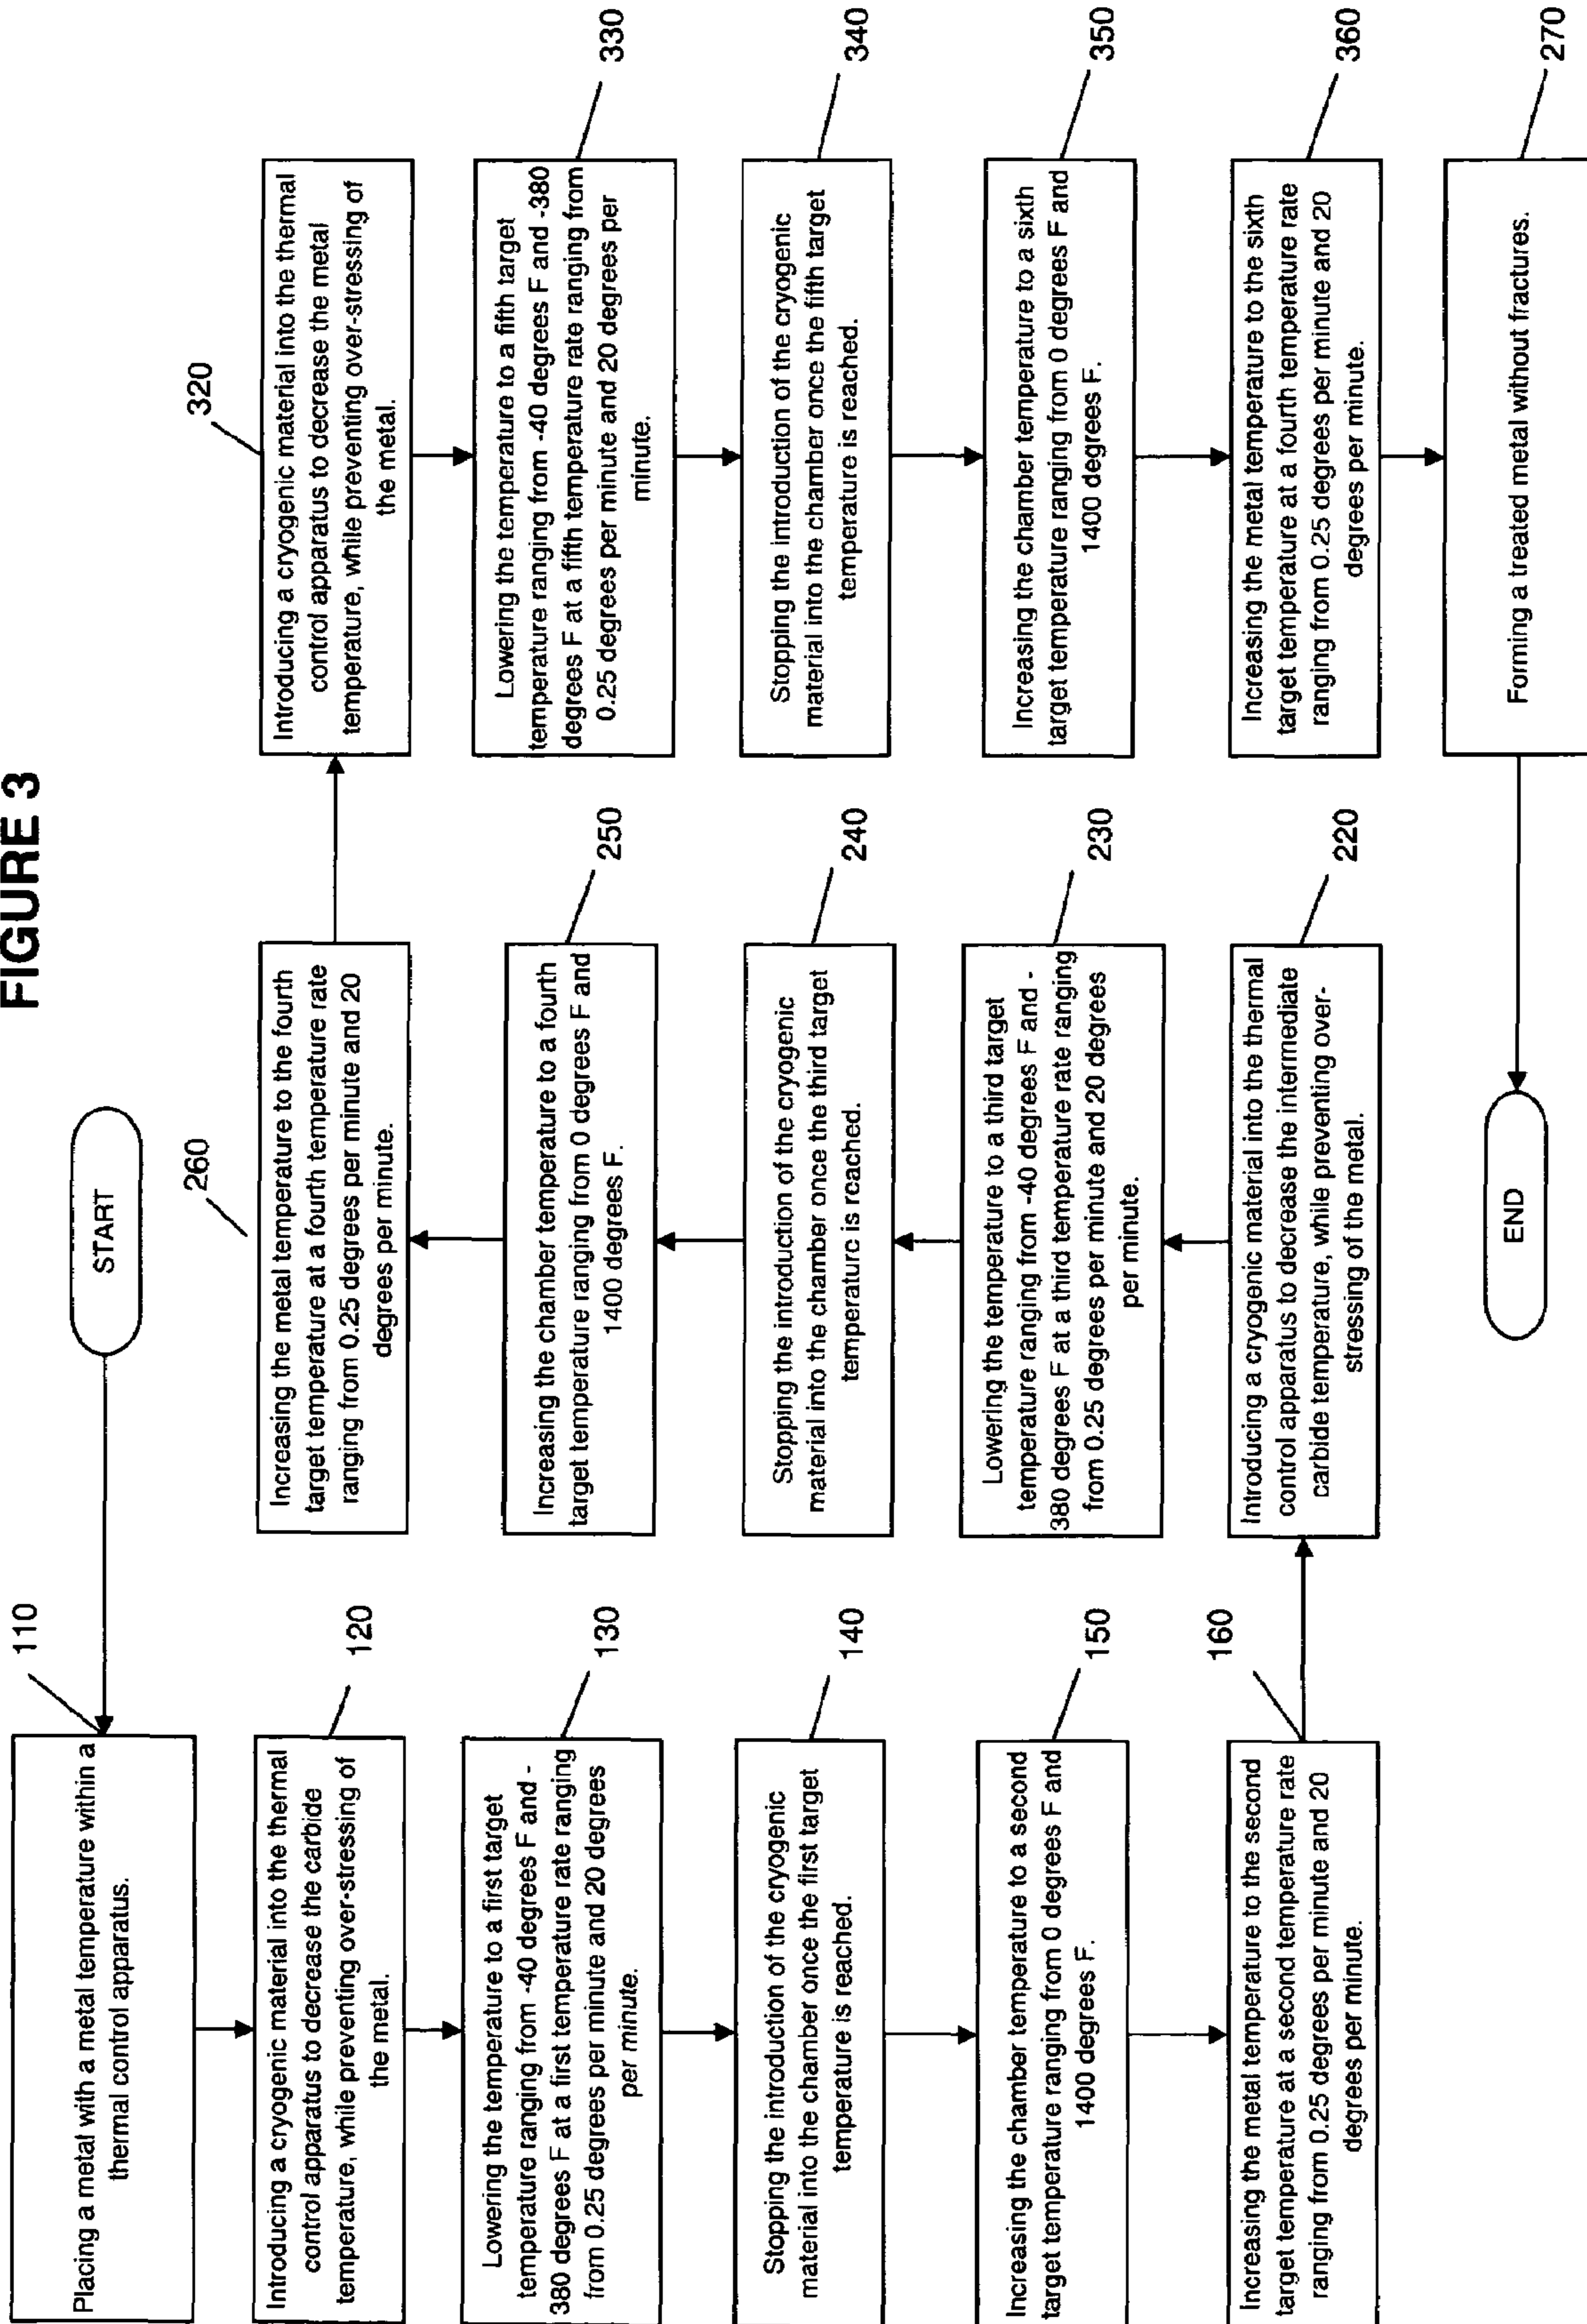 FIGURE 3
START
110
Placing a metal with a metal temperature within a
thermal control apparatus.
120
Introducing a cryogenic material into the thermal
control apparatus to decrease the carbide
temperature, while preventing over-stressing of
the metal.
130
Lowering the temperature to a first target
temperature ranging from -40 degrees F and -
380 degrees F at a first temperature rate ranging
from 0.25 degrees per minute and 20 degrees
per minute.
140
Stopping the introduction of the cryogenic
material into the chamber once the first target
temperature is reached.
150
Increasing the chamber temperature to a second
target temperature ranging from 0 degrees F and
1400 degrees F.
160
Increasing the metal temperature to the second
target temperature at a second temperature rate
ranging from 0.25 degrees per minute and 20
degrees per minute.
220
Introducing a cryogenic material into the thermal
control apparatus to decrease the intermediate
carbide temperature, while preventing over-
stressing of the metal.
230
Lowering the temperature to a third target
temperature ranging from -40 degrees F and -
380 degrees F at a third temperature rate ranging
from 0.25 degrees per minute and 20 degrees
per minute.
240
Stopping the introduction of the cryogenic
material into the chamber once the third target
temperature is reached.
250
Increasing the chamber temperature to a fourth
target temperature ranging from 0 degrees F and
1400 degrees F.
260
Increasing the metal temperature to the fourth
target temperature at a fourth temperature rate
ranging from 0.25 degrees per minute and 20
degrees per minute.
320
Introducing a cryogenic material into the thermal
control apparatus to decrease the metal
temperature, while preventing over-stressing of
the metal.
330
Lowering the temperature to a fifth target
temperature ranging from -40 degrees F and -380
degrees F at a fifth temperature rate ranging from
0.25 degrees per minute and 20 degrees per
minute.
340
Stopping the introduction of the cryogenic
material into the chamber once the fifth target
temperature is reached.
350
Increasing the chamber temperature to a sixth
target temperature ranging from 0 degrees F and
1400 degrees F.
360
Increasing the metal temperature to the sixth
target temperature at a fourth temperature rate
ranging from 0.25 degrees per minute and 20
degrees per minute.
270
Forming a treated metal without fractures.
END